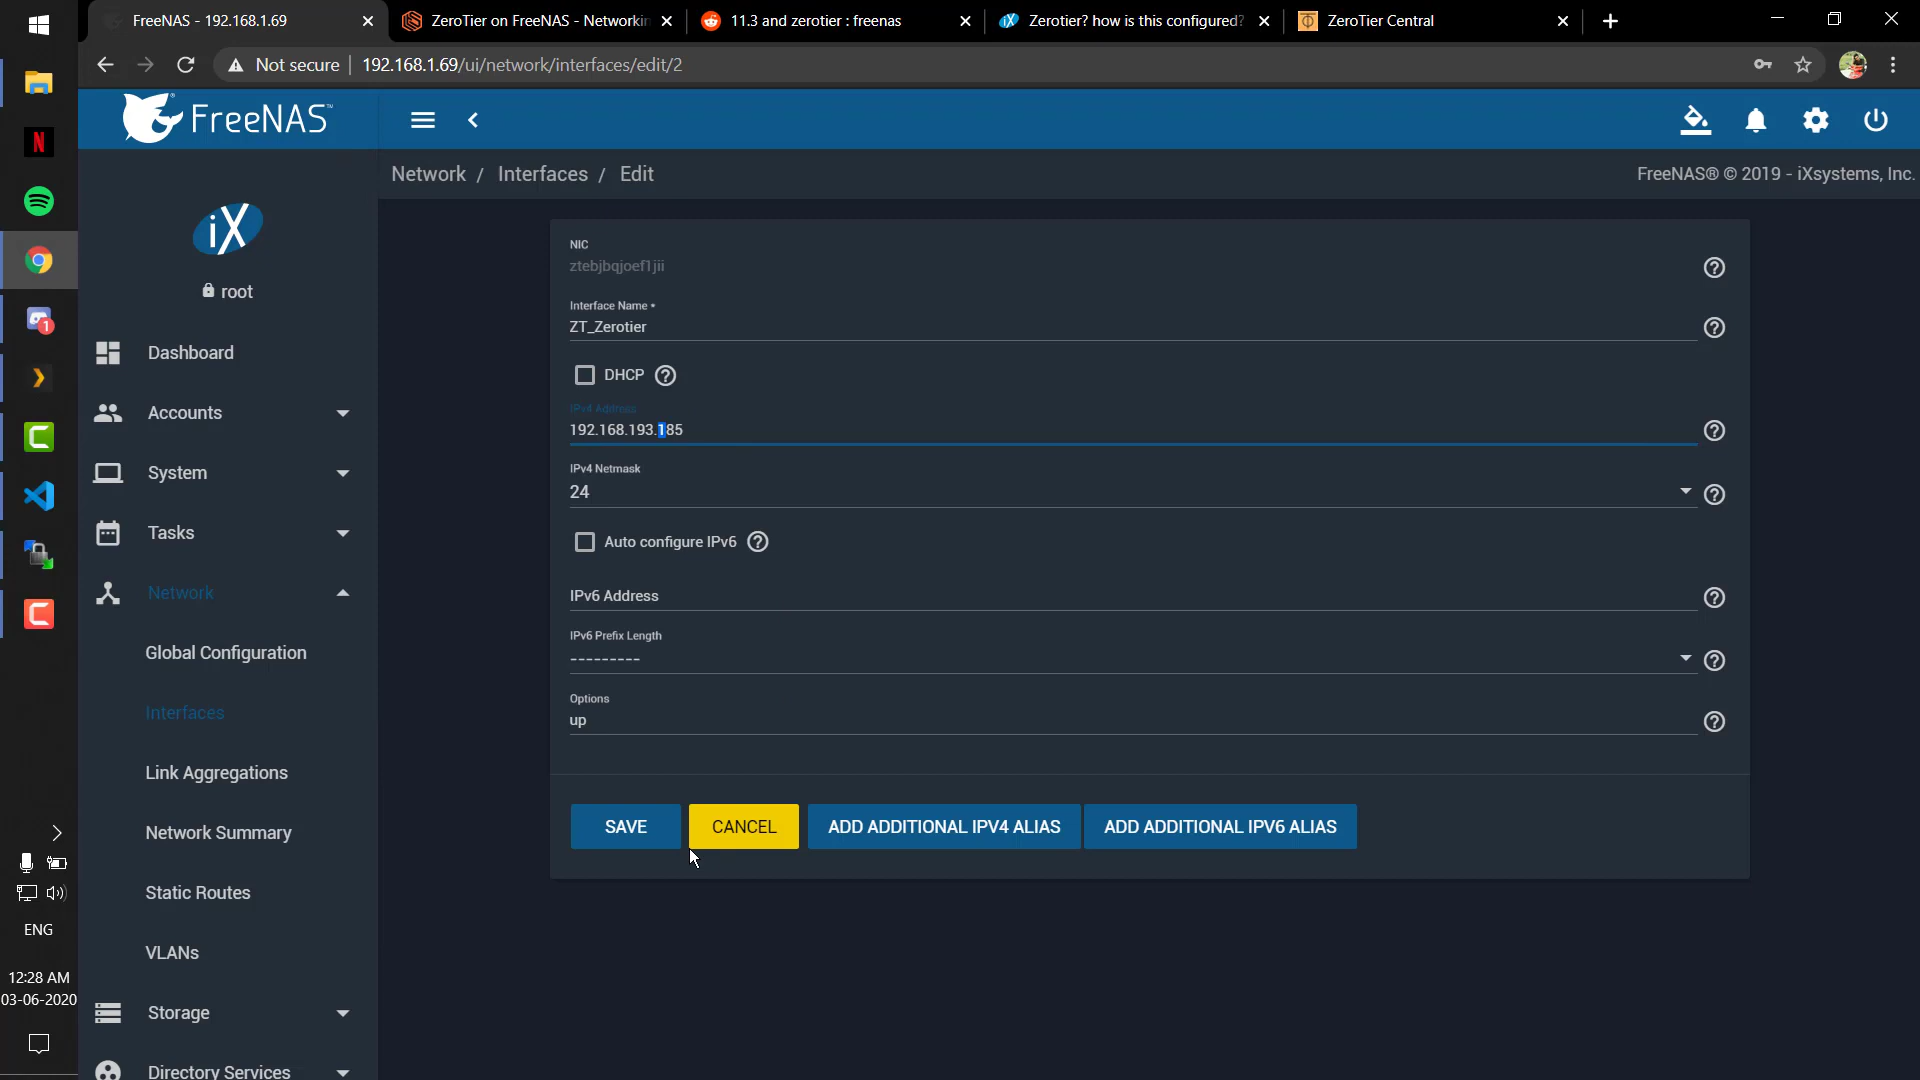 FreeNAS - 192.168.1.69
ZeroTier on FreeNAS - Networkin
11.3 and zerotier : freenas
Zerotier? how is this configured?
ZeroTier Central
Not secure
192.168.1.69/ui/network/interfaces/edit/2
FreeNAS™
Network / Interfaces / Edit
FreeNAS® © 2019 - iXsystems, Inc.
iX
root
Dashboard
Accounts
System
Tasks
Network
Global Configuration
Interfaces
Link Aggregations
Network Summary
Static Routes
VLANs
Storage
Directory Services
NIC
ztebjbqjoef1jii
Interface Name *
ZT_Zerotier
DHCP
IPv4 Address
192.168.193.185
IPv4 Netmask
24
Auto configure IPv6
IPv6 Address
IPv6 Prefix Length
---------
Options
up
SAVE
CANCEL
ADD ADDITIONAL IPV4 ALIAS
ADD ADDITIONAL IPV6 ALIAS
1
ENG
12:28 AM
03-06-2020